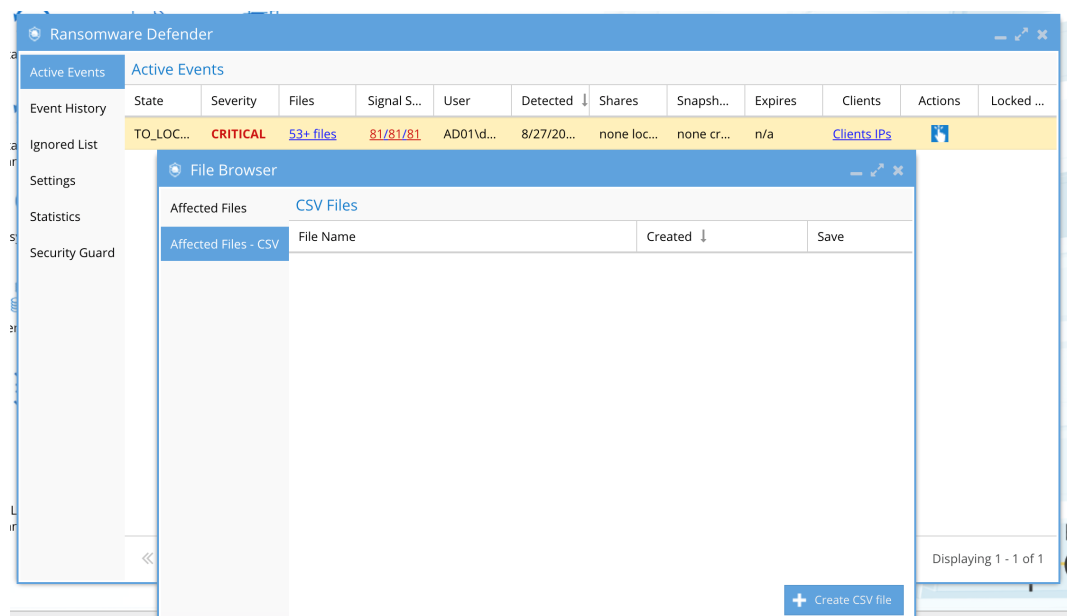 Ransomware Defender
Active Events
Event History
Ignored List
Settings
Statistics
Security Guard
Active Events
State Severity Files Signal S... User Detected Shares Snapsh... Expires Clients Actions Locked ...
TO_LOC... CRITICAL 53+ files 81/81/81 AD01\d... 8/27/20... none loc... none cr... n/a Clients IPs
File Browser
Affected Files
Affected Files - CSV
CSV Files
File Name Created Save
Create CSV file
Displaying 1 - 1 of 1